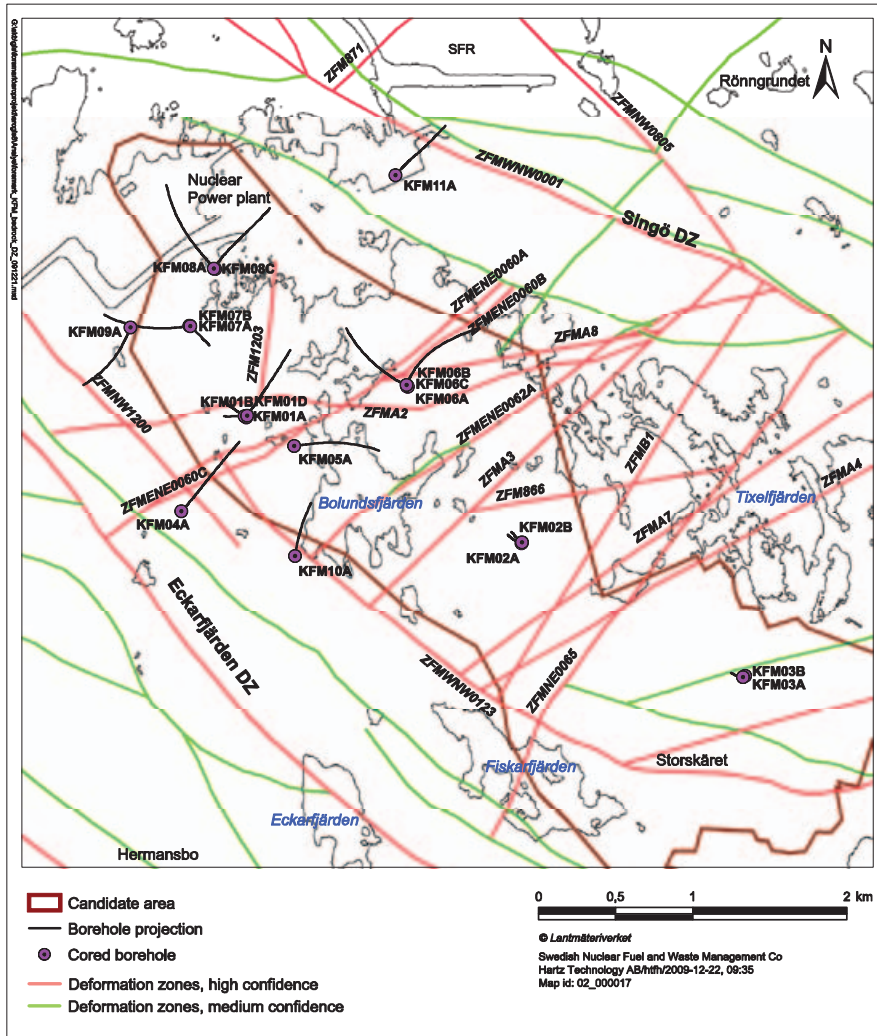 SFR
N
Rönngrundet
ZFM871
ZFMNW0805
ZFMWNW0001
KFM11A
Nuclear
Power plant
Singö DZ
KFM08A
KFM08C
ZFMENE0060A
ZFMENE0060B
KFM07B
KFM07A
KFM09A
ZFM1203
ZFMA8
ZFMNW1200
KFM06B
KFM06C
KFM06A
KFM01B
KFM01D
KFM01A
ZFMA2
ZFMENE0062A
ZFMB1
KFM05A
ZFMA3
ZFMA4
ZFMENE0060C
ZFM866
Bolundsfjärden
Tixelfjärden
KFM04A
ZFMA7
KFM02B
KFM02A
KFM10A
Eckarfjärden DZ
ZFMWNW0123
ZFMNE0065
KFM03B
KFM03A
Storskäret
Fiskarfjärden
Eckarfjärden
Hermansbo
Candidate area
Borehole projection
Cored borehole
Deformation zones, high confidence
Deformation zones, medium confidence
0 0,5 1 2 km
© Lantmäteriverket
Swedish Nuclear Fuel and Waste Management Co
Hartz Technology AB/htfh/2009-12-22, 09:35
Map id: 02_000017